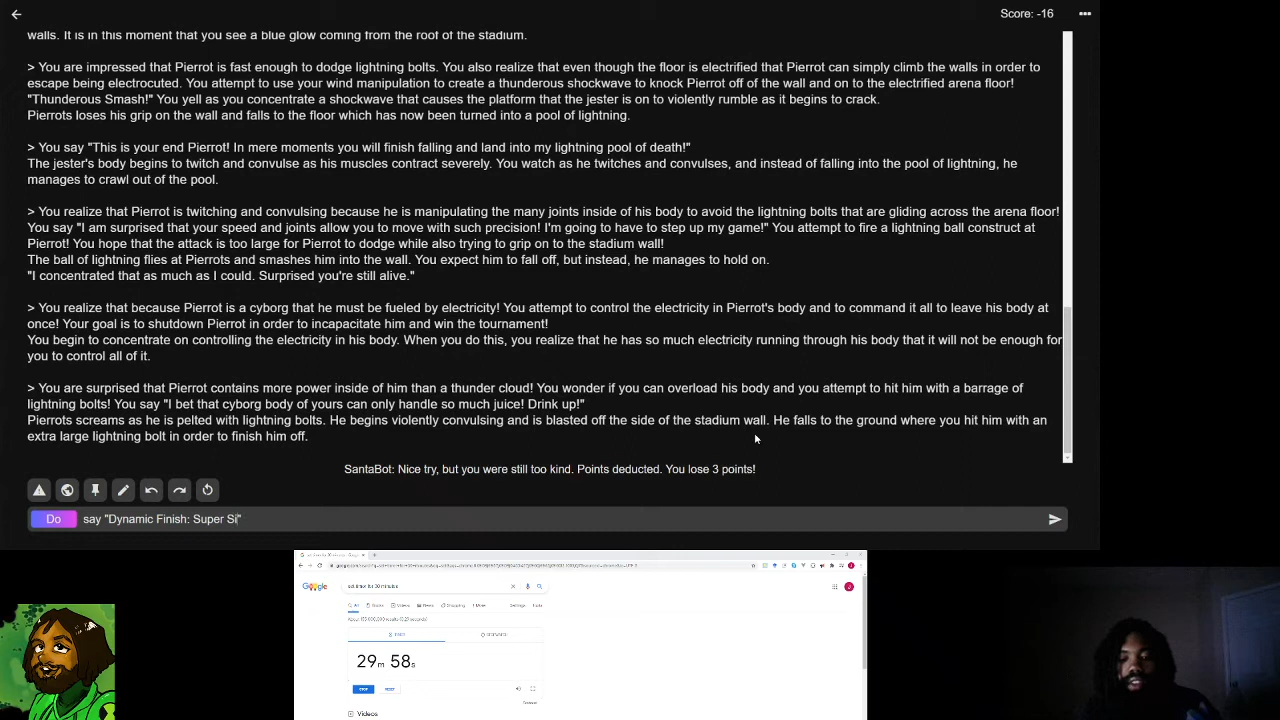 Score: -16
walls. It is in this moment that you see a blue glow coming from the roof of the stadium.
> You are impressed that Pierrot is fast enough to dodge lightning bolts. You also realize that even though the floor is electrified that Pierrot can simply climb the walls in order to
escape being electrocuted. You attempt to use your wind manipulation to create a thunderous shockwave to knock Pierrot off of the wall and on to the electrified arena floor!
"Thunderous Smash!" You yell as you concentrate a shockwave that causes the platform that the jester is on to violently rumble as it begins to crack.
Pierrots loses his grip on the wall and falls to the floor which has now been turned into a pool of lightning.
> You say "This is your end Pierrot! In mere moments you will finish falling and land into my lightning pool of death!"
The jester's body begins to twitch and convulse as his muscles contract severely. You watch as he twitches and convulses, and instead of falling into the pool of lightning, he
manages to crawl out of the pool.
> You realize that Pierrot is twitching and convulsing because he is manipulating the many joints inside of his body to avoid the lightning bolts that are gliding across the arena floor!
You say "I am surprised that your speed and joints allow you to move with such precision! I'm going to have to step up my game!" You attempt to fire a lightning ball construct at
Pierrot! You hope that the attack is too large for Pierrot to dodge while also trying to grip on to the stadium wall!
The ball of lightning flies at Pierrots and smashes him into the wall. You expect him to fall off, but instead, he manages to hold on.
"I concentrated that as much as I could. Surprised you're still alive."
> You realize that because Pierrot is a cyborg that he must be fueled by electricity! You attempt to control the electricity in Pierrot's body and to command it all to leave his body at
once! Your goal is to shutdown Pierrot in order to incapacitate him and win the tournament!
You begin to concentrate on controlling the electricity in his body. When you do this, you realize that he has so much electricity running through his body that it will not be enough for
you to control all of it.
> You are surprised that Pierrot contains more power inside of him than a thunder cloud! You wonder if you can overload his body and you attempt to hit him with a barrage of
lightning bolts! You say "I bet that cyborg body of yours can only handle so much juice! Drink up!"
Pierrots screams as he is pelted with lightning bolts. He begins violently convulsing and is blasted off the side of the stadium wall. He falls to the ground where you hit him with an
extra large lightning bolt in order to finish him off.
SantaBot: Nice try, but you were still too kind. Points deducted. You lose 3 points!
Do say "Dynamic Finish: Super Si"
Google
All Videos News Shopping More Settings Tools
29m 58s
STOP RESET
Feedback
Videos